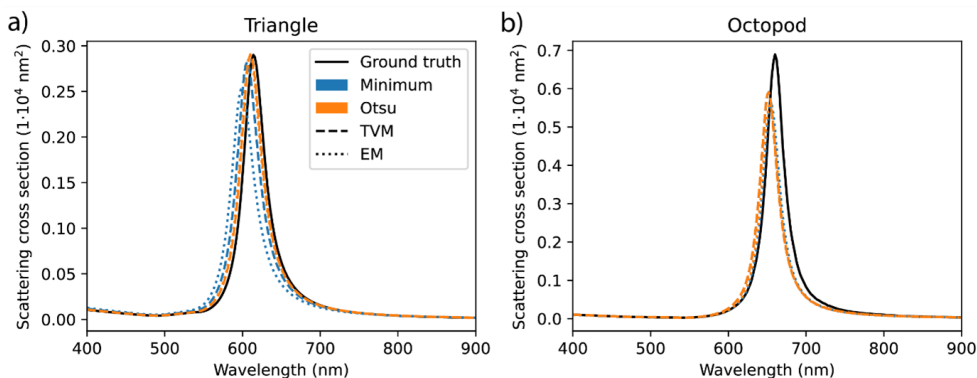 a)
Triangle
Scattering cross section (1·10⁴ nm²)
0.30
0.25
0.20
0.15
0.10
0.05
0.00
Ground truth
Minimum
Otsu
TVM
EM
400 500 600 700 800 900
Wavelength (nm)
b)
Octopod
Scattering cross section (1·10⁴ nm²)
0.7
0.6
0.5
0.4
0.3
0.2
0.1
0.0
400 500 600 700 800 900
Wavelength (nm)